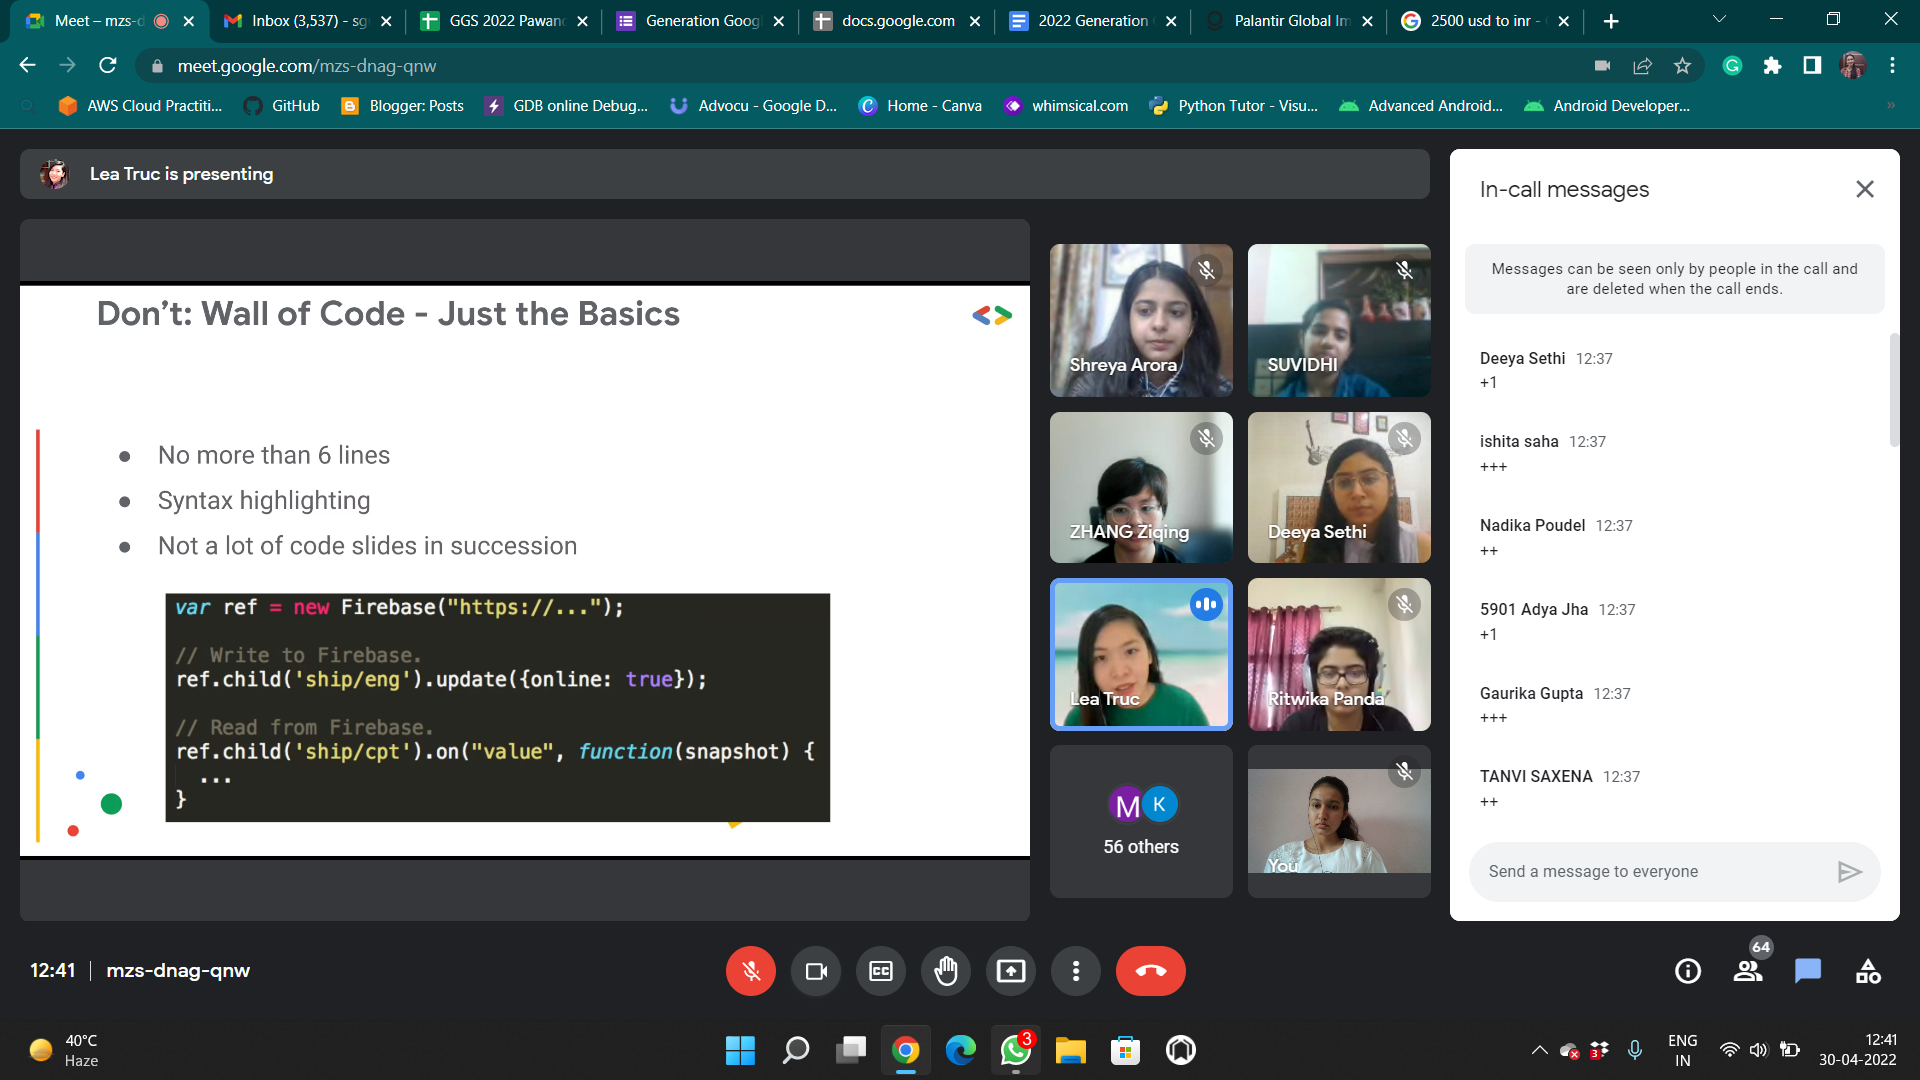 Meet – mzs-d
Inbox (3,537) - sg
GGS 2022 Pawan
Generation Goog
docs.google.com
2022 Generation
Palantir Global Im
2500 usd to inr -
meet.google.com/mzs-dnag-qnw
AWS Cloud Practiti...
GitHub
Blogger: Posts
GDB online Debug...
Advocu - Google D...
Home - Canva
whimsical.com
Python Tutor - Visu...
Advanced Android...
Android Developer...
Lea Truc is presenting
Don't: Wall of Code - Just the Basics
● No more than 6 lines
● Syntax highlighting
● Not a lot of code slides in succession
var ref = new Firebase("https://...");
// Write to Firebase.
ref.child('ship/eng').update({online: true});
// Read from Firebase.
ref.child('ship/cpt').on("value", function(snapshot) {
...
}
Shreya Arora
SUVIDHI
ZHANG Ziqing
Deeya Sethi
Lea Truc
Ritwika Panda
M K
56 others
You
In-call messages
Messages can be seen only by people in the call and
are deleted when the call ends.
Deeya Sethi 12:37
+1
ishita saha 12:37
+++
Nadika Poudel 12:37
++
5901 Adya Jha 12:37
+1
Gaurika Gupta 12:37
+++
TANVI SAXENA 12:37
++
Send a message to everyone
12:41 | mzs-dnag-qnw
CC
64
40°C
Haze
3
3
ENG
IN
12:41
30-04-2022